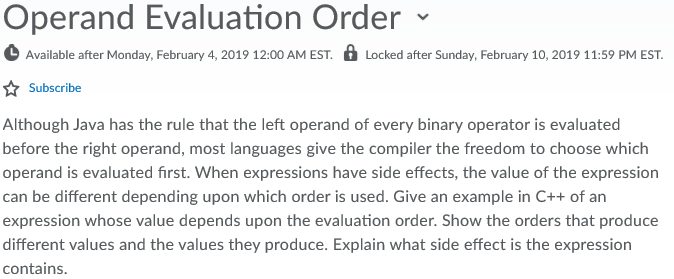 Operand Evaluation Order
Available after Monday, February 4, 2019 12:00 AM EST. Locked after Sunday, February 10, 2019 11:59 PM EST.
Subscribe
Although Java has the rule that the left operand of every binary operator is evaluated
before the right operand, most languages give the compiler the freedom to choose which
operand is evaluated first. When expressions have side effects, the value of the expression
can be different depending upon which order is used. Give an example in C++ of an
expression whose value depends upon the evaluation order. Show the orders that produce
different values and the values they produce. Explain what side effect is the expression
contains.